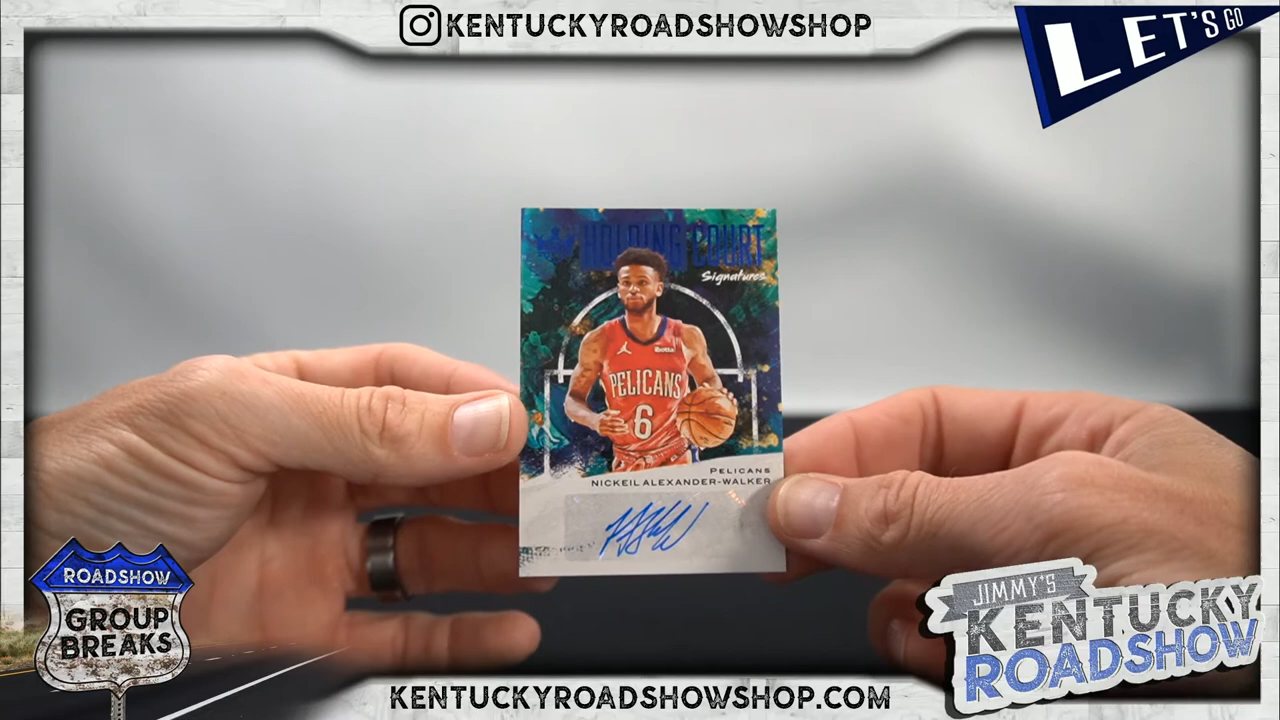 KENTUCKYROADSHOWSHOP
LET'S GO
HOLDING COURT
Signatures
PELICANS
6
PELICANS
NICKEIL ALEXANDER-WALKER
ROADSHOW
GROUP
BREAKS
JIMMY'S
KENTUCKY
ROADSHOW
KENTUCKYROADSHOWSHOP.COM